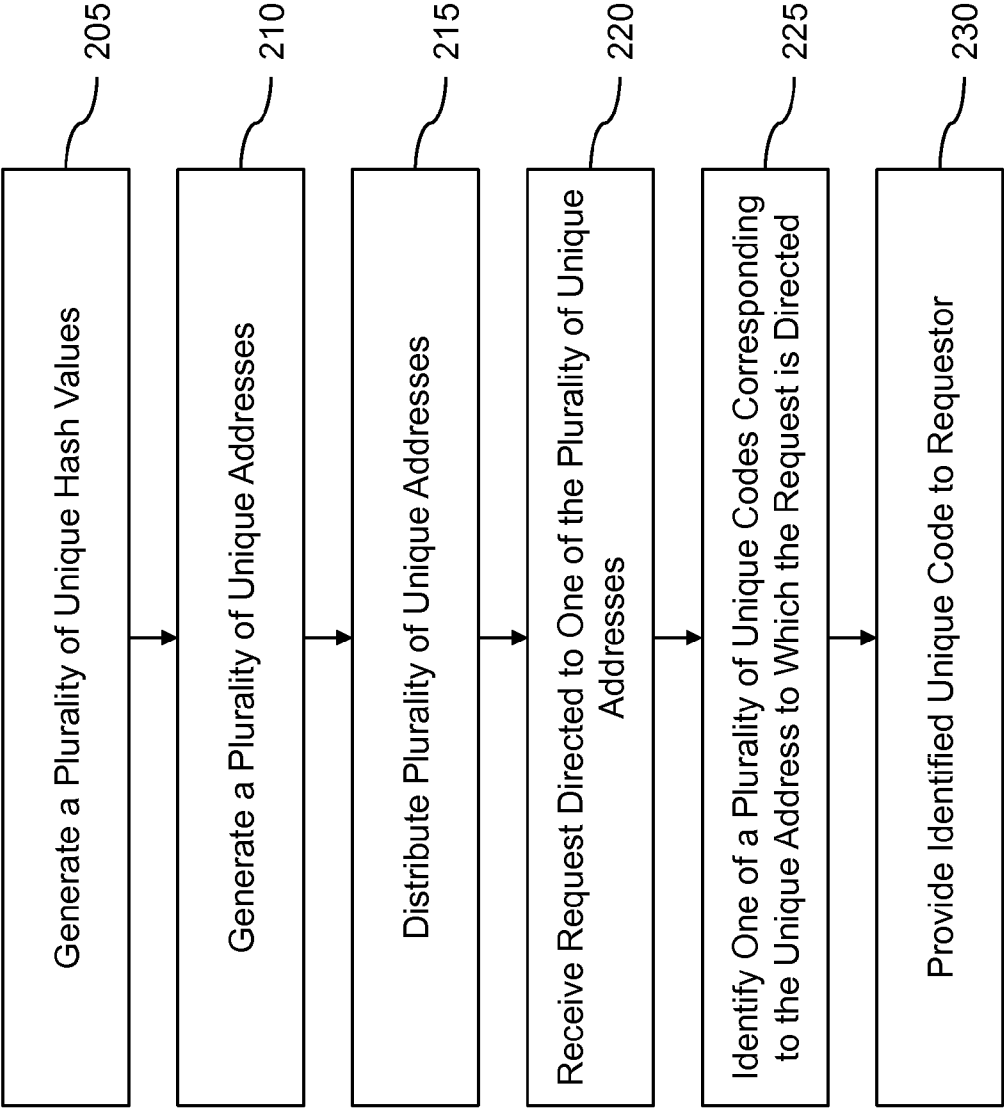 Generate a Plurality of Unique Hash Values
205
Generate a Plurality of Unique Addresses
210
Distribute Plurality of Unique Addresses
215
Receive Request Directed to One of the Plurality of Unique
Addresses
220
Identify One of a Plurality of Unique Codes Corresponding
to the Unique Address to Which the Request is Directed
225
Provide Identified Unique Code to Requestor
230